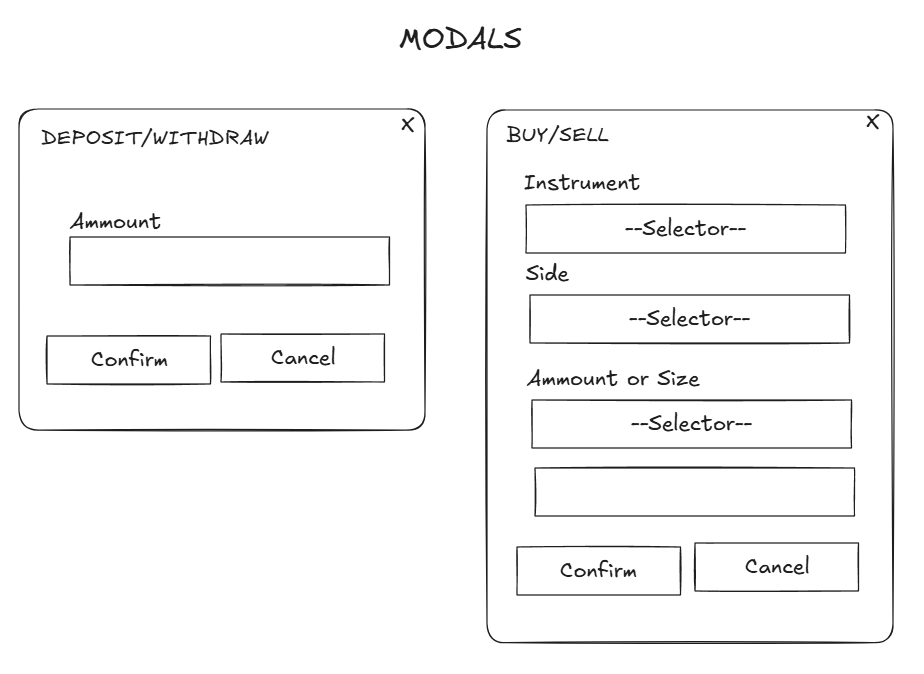 MODALS
DEPOSIT/WITHDRAW
X
Ammount
Confirm
Cancel
BUY/SELL
X
Instrument
--Selector--
Side
--Selector--
Ammount or Size
--Selector--
Confirm
Cancel